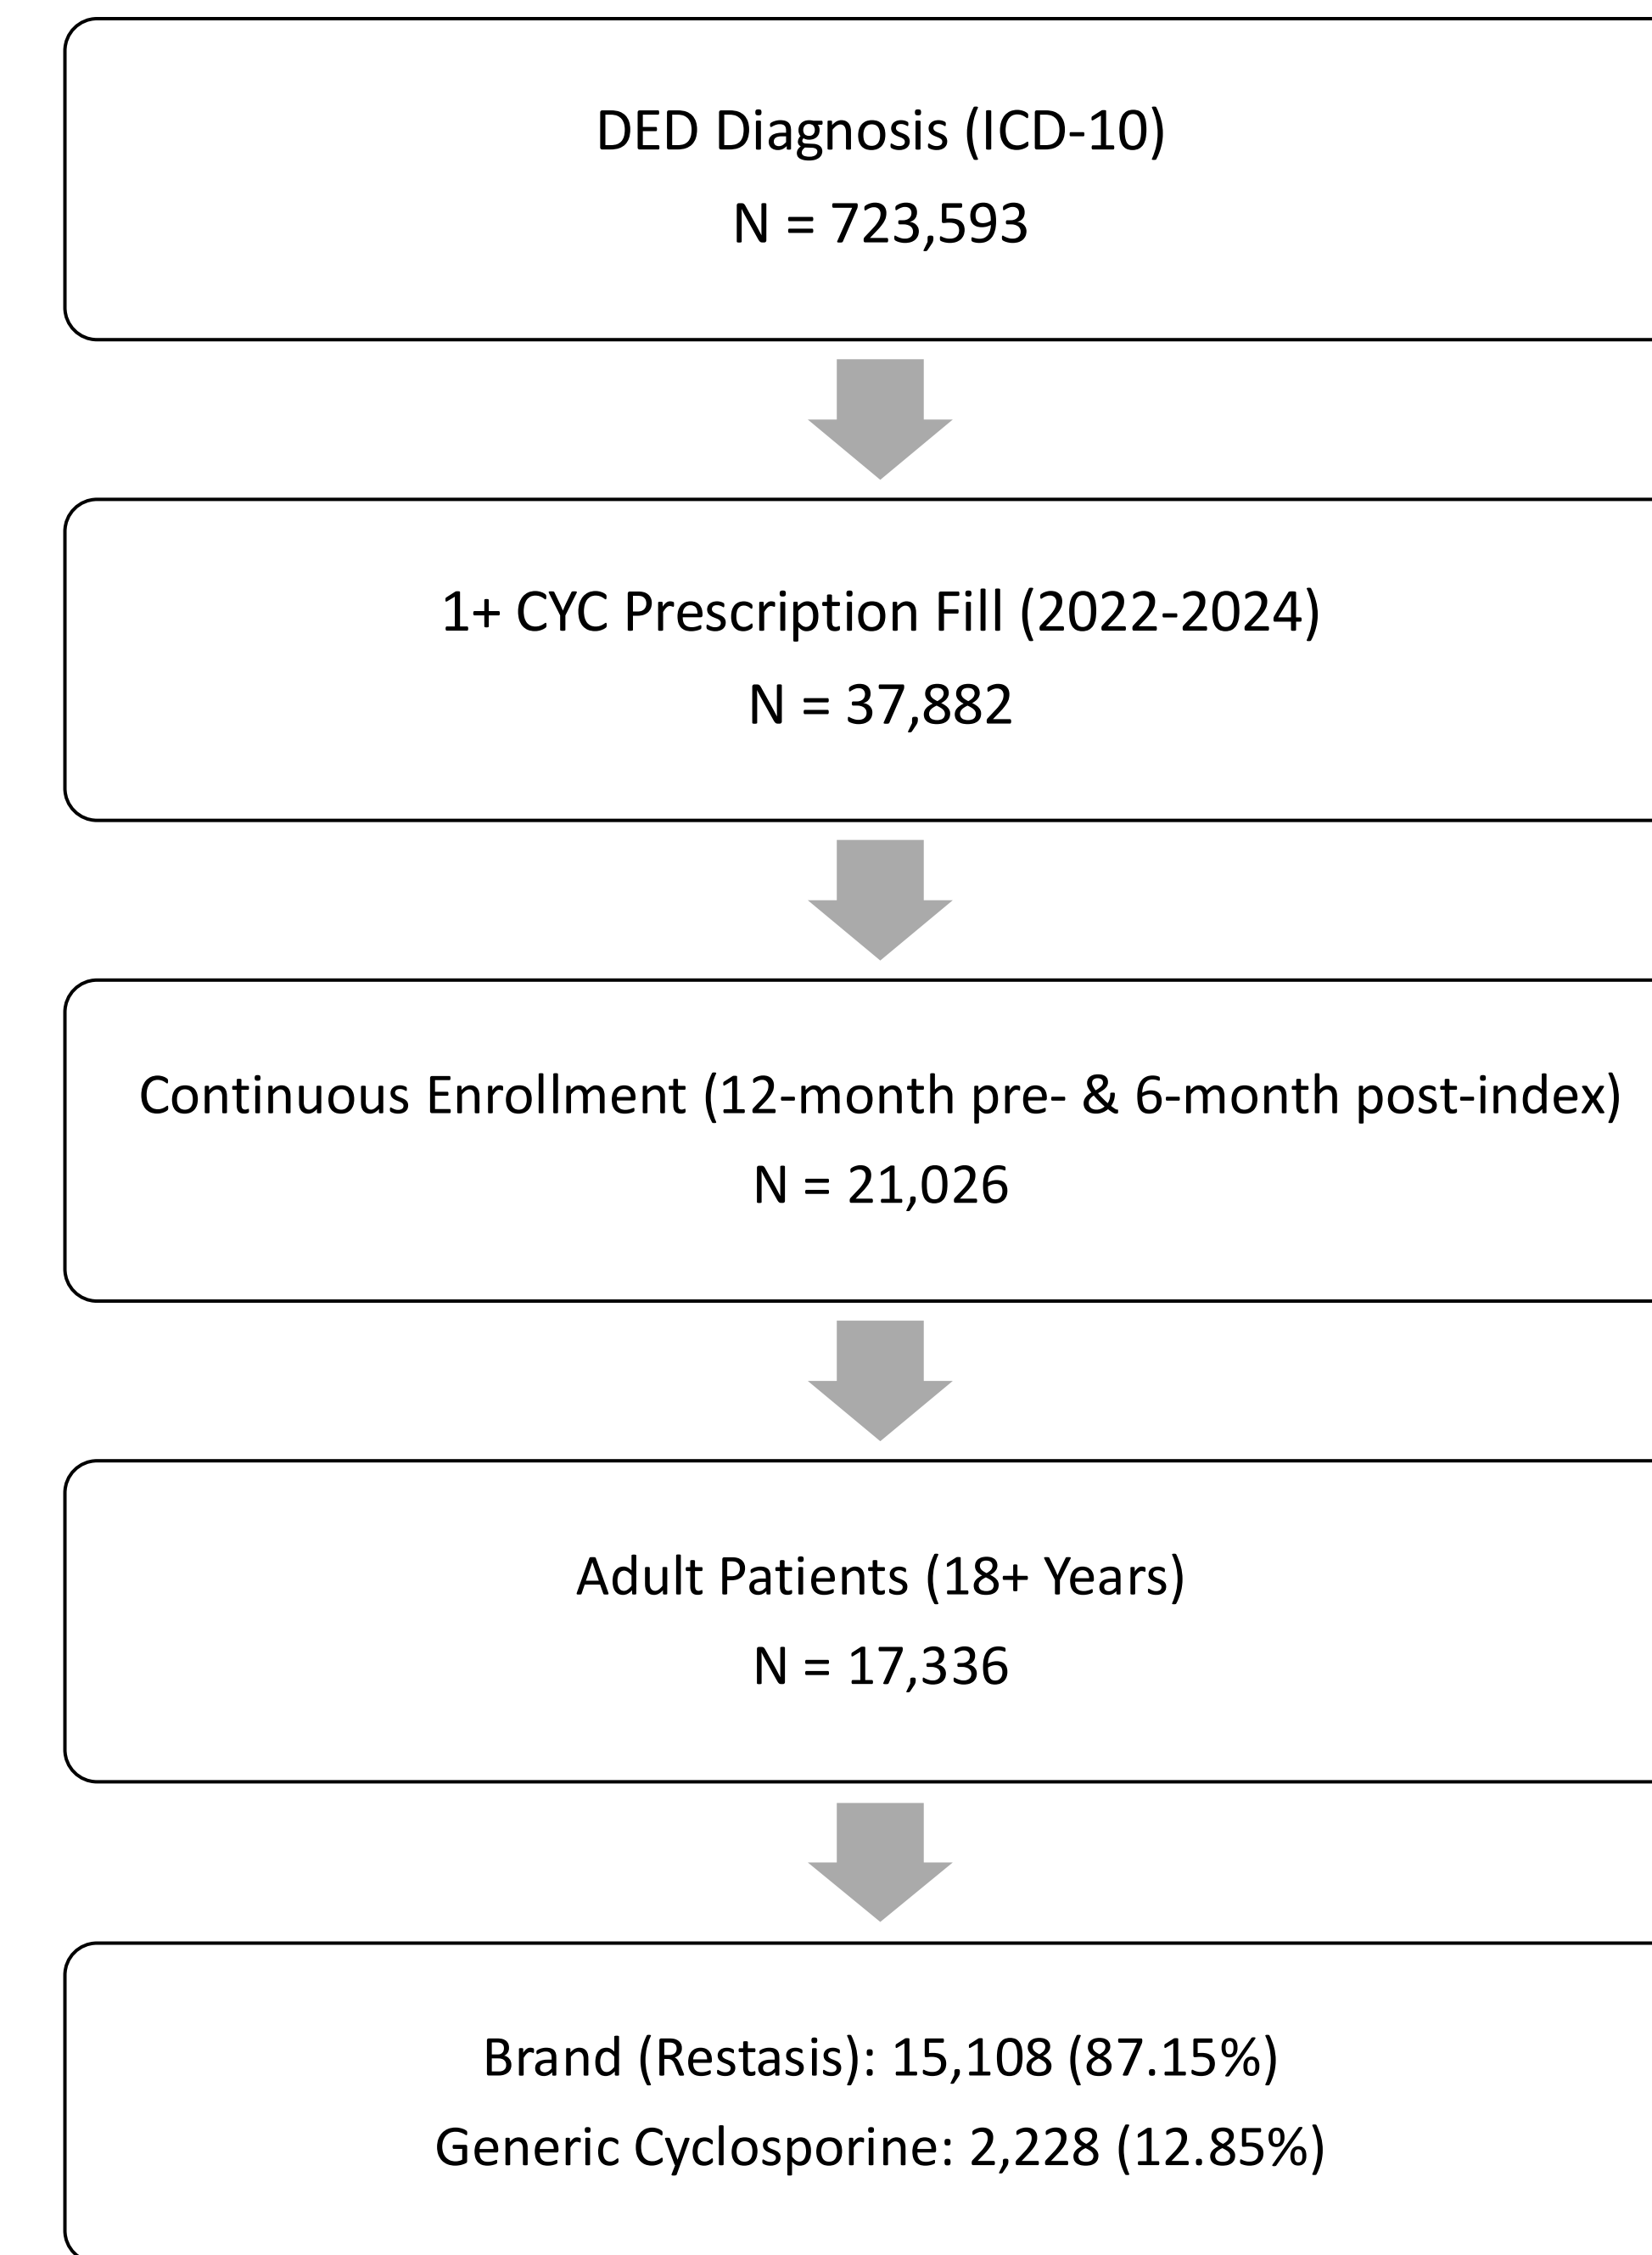 DED Diagnosis (ICD-10)
N = 723,593
1+ CYC Prescription Fill (2022-2024)
N = 37,882
Continuous Enrollment (12-month pre- & 6-month post-index)
N = 21,026
Adult Patients (18+ Years)
N = 17,336
Brand (Restasis): 15,108 (87.15%)
Generic Cyclosporine: 2,228 (12.85%)